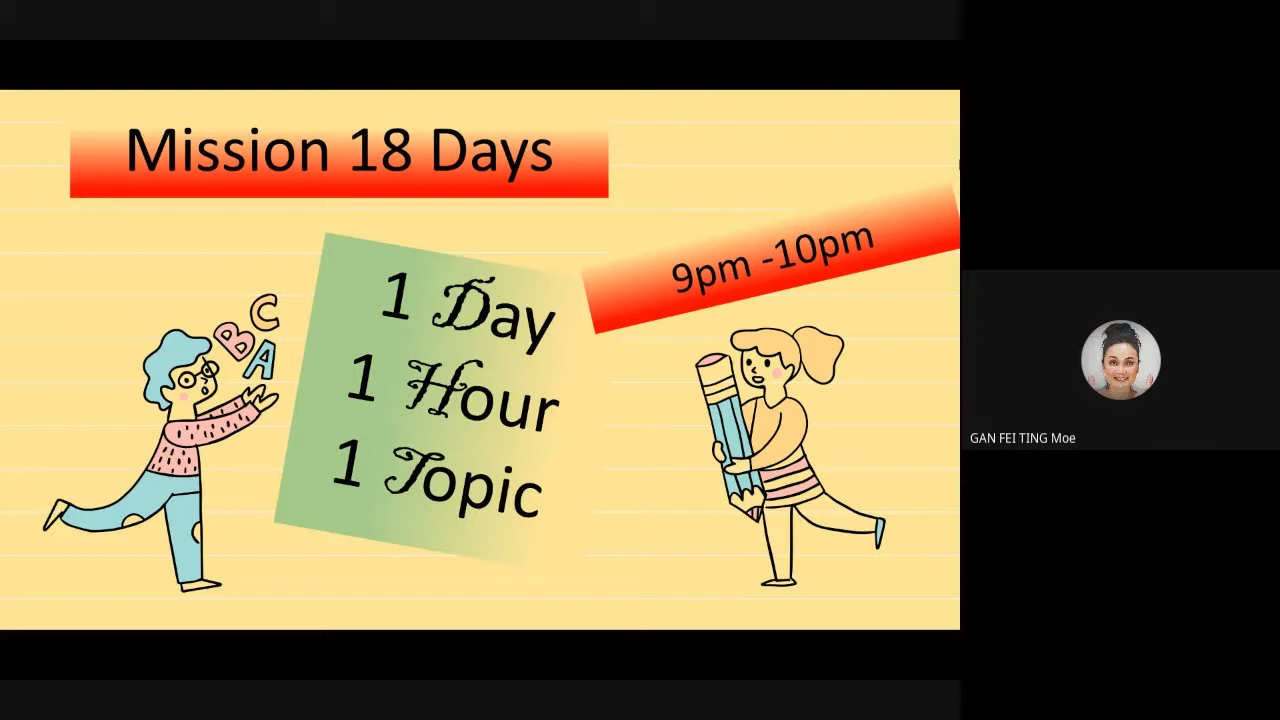 Mission 18 Days
9pm -10pm
1 Day
1 Hour
1 Topic
C
B
A
GAN FEI TING Moe